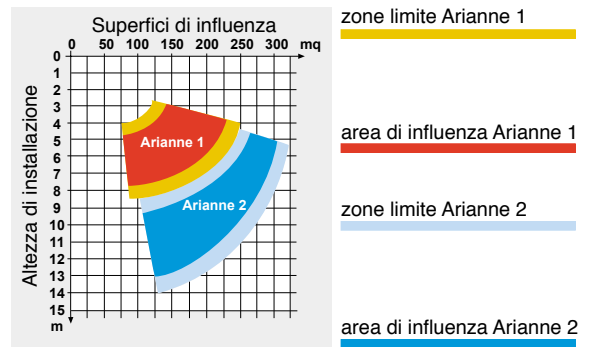 Superfici di influenza
0 50 100 150 200 250 300 mq
Altezza di installazione
0
1
2
3
4
5
6
7
8
9
10
11
12
13
14
15
m
Arianne 1
Arianne 2
zone limite Arianne 1
area di influenza Arianne 1
zone limite Arianne 2
area di influenza Arianne 2